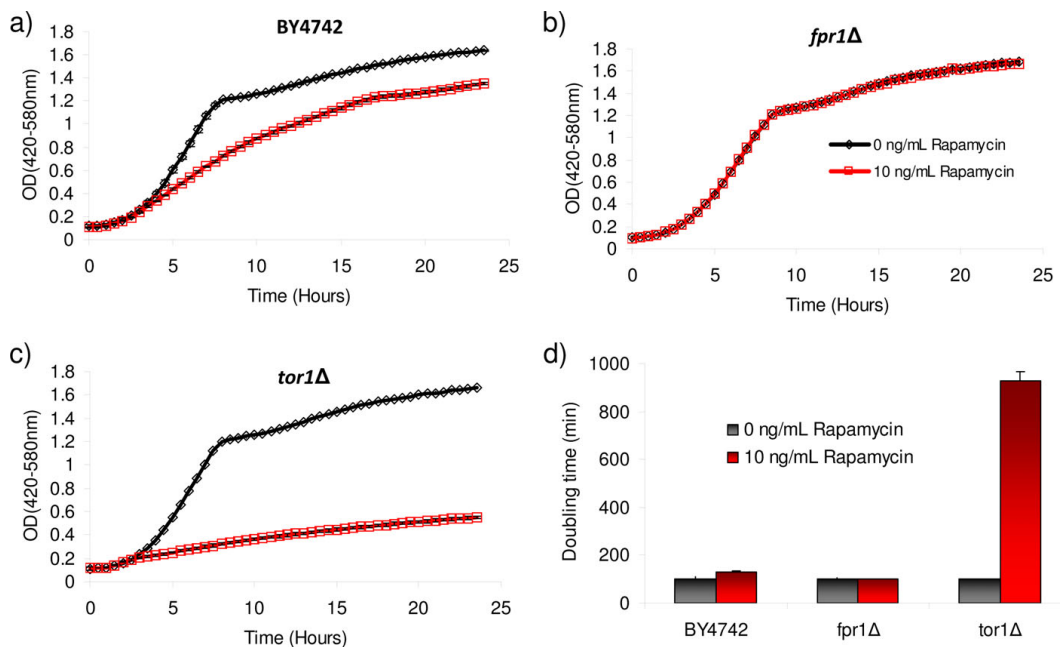 a)
BY4742
OD(420-580nm)
1.8
1.6
1.4
1.2
1
0.8
0.6
0.4
0.2
0
0 5 10 15 20 25
Time (Hours)
b)
fpr1Δ
OD(420-580nm)
1.8
1.6
1.4
1.2
1
0.8
0.6
0.4
0.2
0
0 ng/mL Rapamycin
10 ng/mL Rapamycin
0 5 10 15 20 25
Time (Hours)
c)
tor1Δ
OD(420-580nm)
1.8
1.6
1.4
1.2
1
0.8
0.6
0.4
0.2
0
0 5 10 15 20 25
Time (Hours)
d)
Doubling time (min)
1000
800
600
400
200
0
0 ng/mL Rapamycin
10 ng/mL Rapamycin
BY4742 fpr1Δ tor1Δ